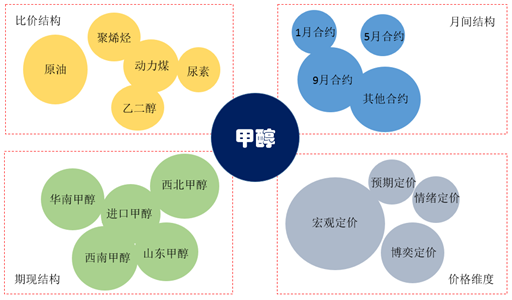 比价结构
聚烯烃
原油
动力煤
尿素
乙二醇
月间结构
1月合约
5月合约
9月合约
其他合约
甲醇
西北甲醇
华南甲醇
进口甲醇
西南甲醇
山东甲醇
期现结构
预期定价
情绪定价
宏观定价
博奕定价
价格维度